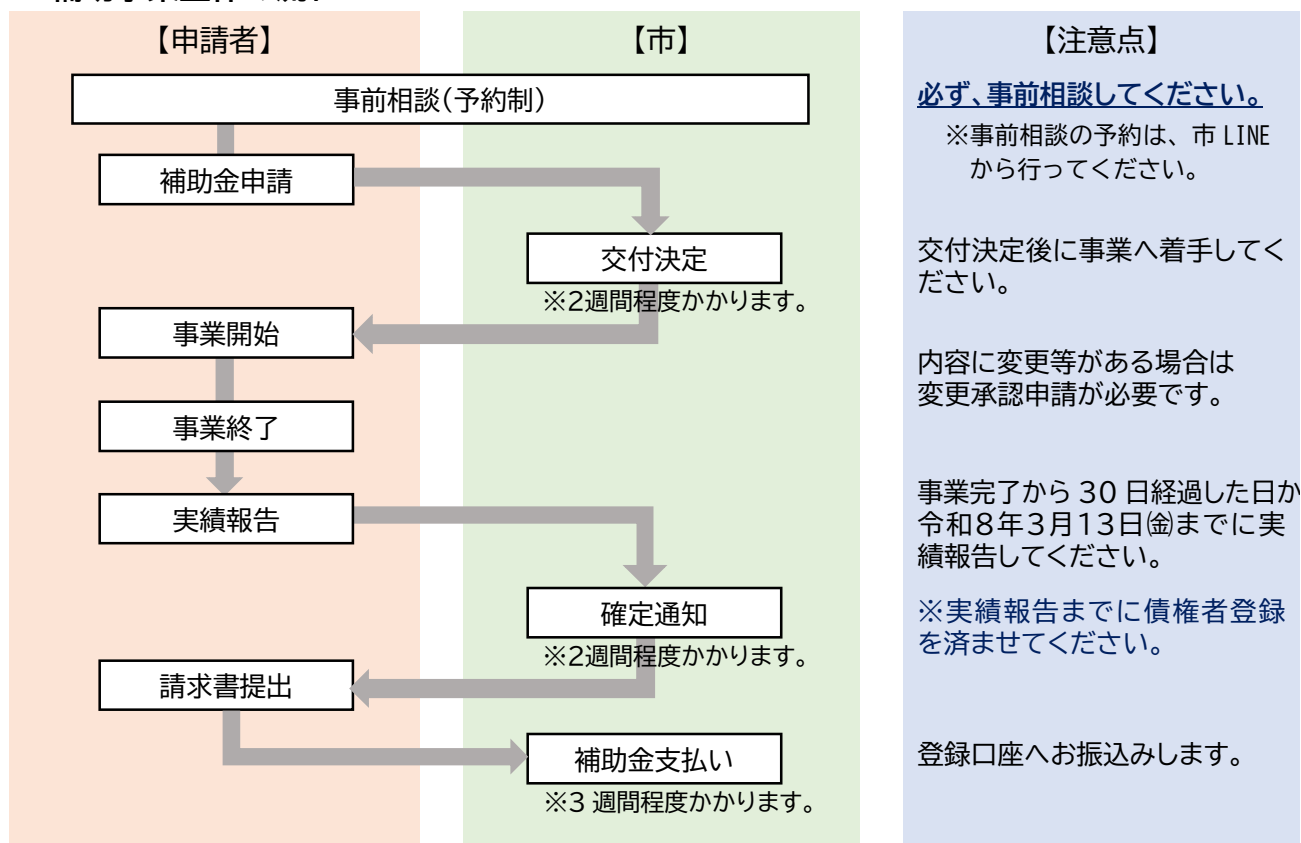 【申請者】
【市】
【注意点】
事前相談(予約制)
必ず、事前相談してください。
※事前相談の予約は、市 LINE
から行ってください。
補助金申請
交付決定
※2週間程度かかります。
交付決定後に事業へ着手してく
ださい。
事業開始
内容に変更等がある場合は
変更承認申請が必要です。
事業終了
実績報告
事業完了から 30 日経過した日か
令和8年3月13日㈮までに実
績報告してください。
確定通知
※2週間程度かかります。
※実績報告までに債権者登録
を済ませてください。
請求書提出
補助金支払い
※3 週間程度かかります。
登録口座へお振込みします。